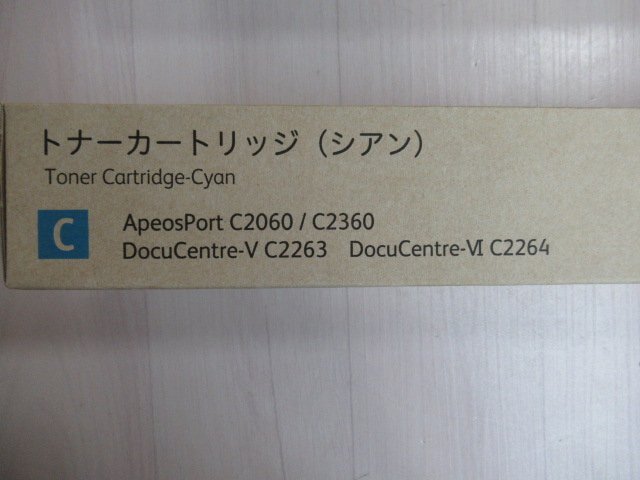 トナーカートリッジ（シアン）
Toner Cartridge-Cyan
C
ApeosPort C2060 / C2360
DocuCentre-V C2263 DocuCentre-Ⅵ C2264